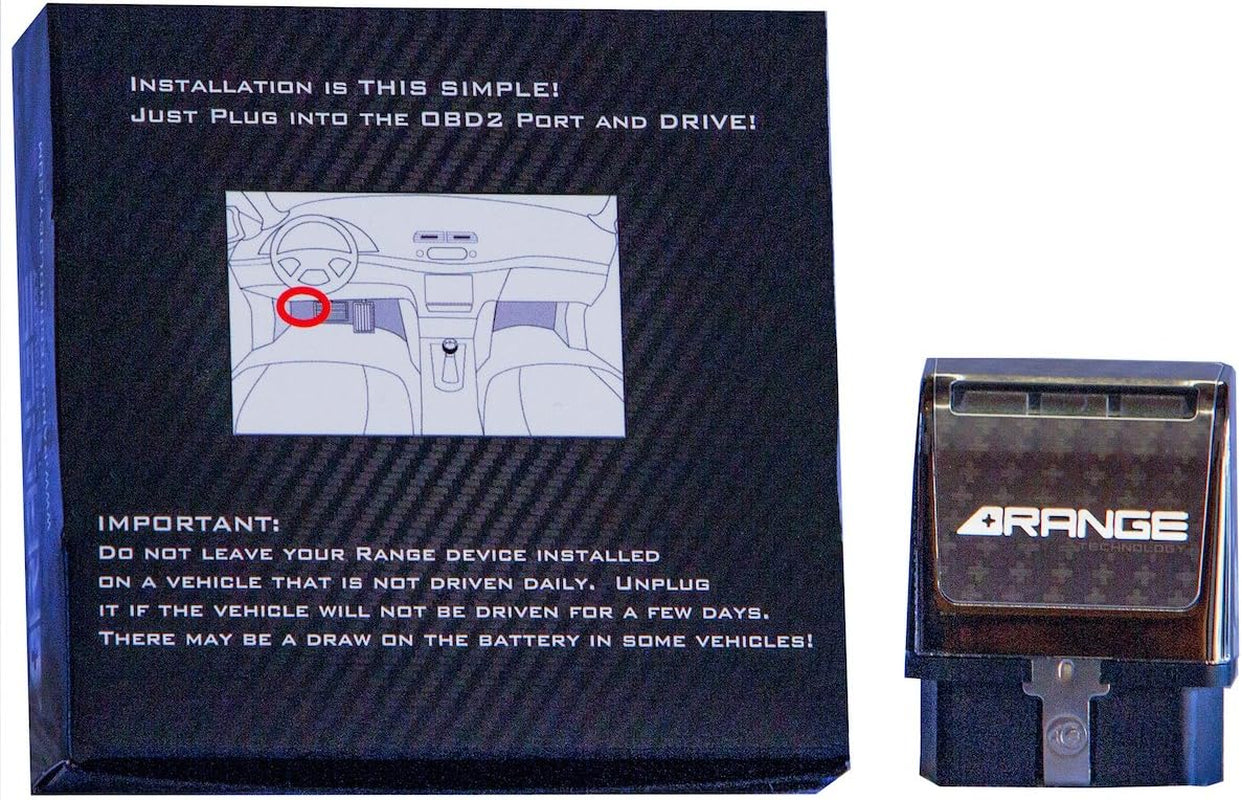 INSTALLATION IS THIS SIMPLE!
JUST PLUG INTO THE OBD2 PORT AND DRIVE!
IMPORTANT:
DO NOT LEAVE YOUR RANGE DEVICE INSTALLED
ON A VEHICLE THAT IS NOT DRIVEN DAILY. UNPLUG
IT IF THE VEHICLE WILL NOT BE DRIVEN FOR A FEW DAYS.
THERE MAY BE A DRAW ON THE BATTERY IN SOME VEHICLES!
RANGE
TECHNOLOGY